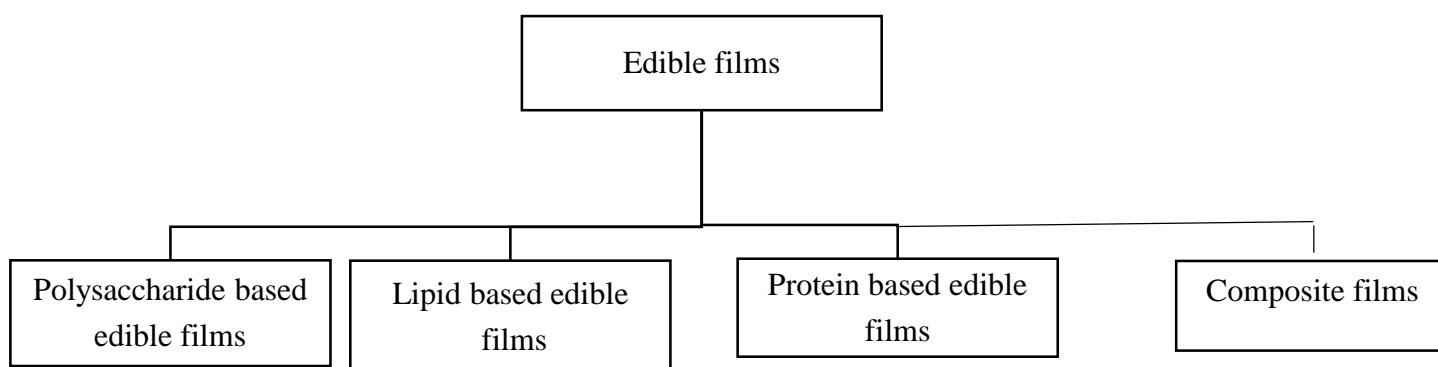 Edible films
Polysaccharide based
edible films
Lipid based edible
films
Protein based edible
films
Composite films